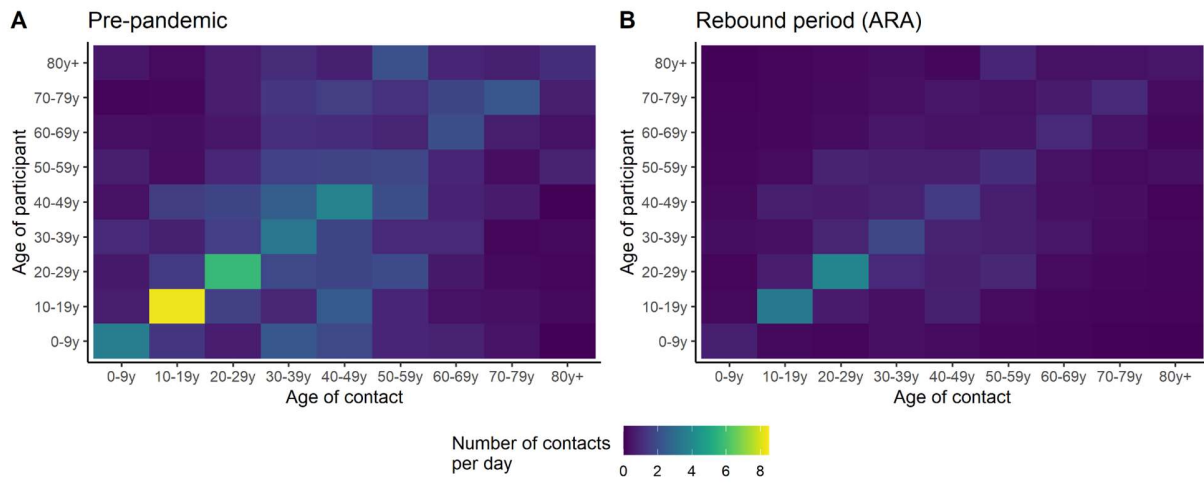 A Pre-pandemic
Age of participant
80y+
70-79y
60-69y
50-59y
40-49y
30-39y
20-29y
10-19y
0-9y
0-9y 10-19y 20-29y 30-39y 40-49y 50-59y 60-69y 70-79y 80y+
Age of contact
B Rebound period (ARA)
Age of participant
80y+
70-79y
60-69y
50-59y
40-49y
30-39y
20-29y
10-19y
0-9y
0-9y 10-19y 20-29y 30-39y 40-49y 50-59y 60-69y 70-79y 80y+
Age of contact
Number of contacts
per day
0 2 4 6 8